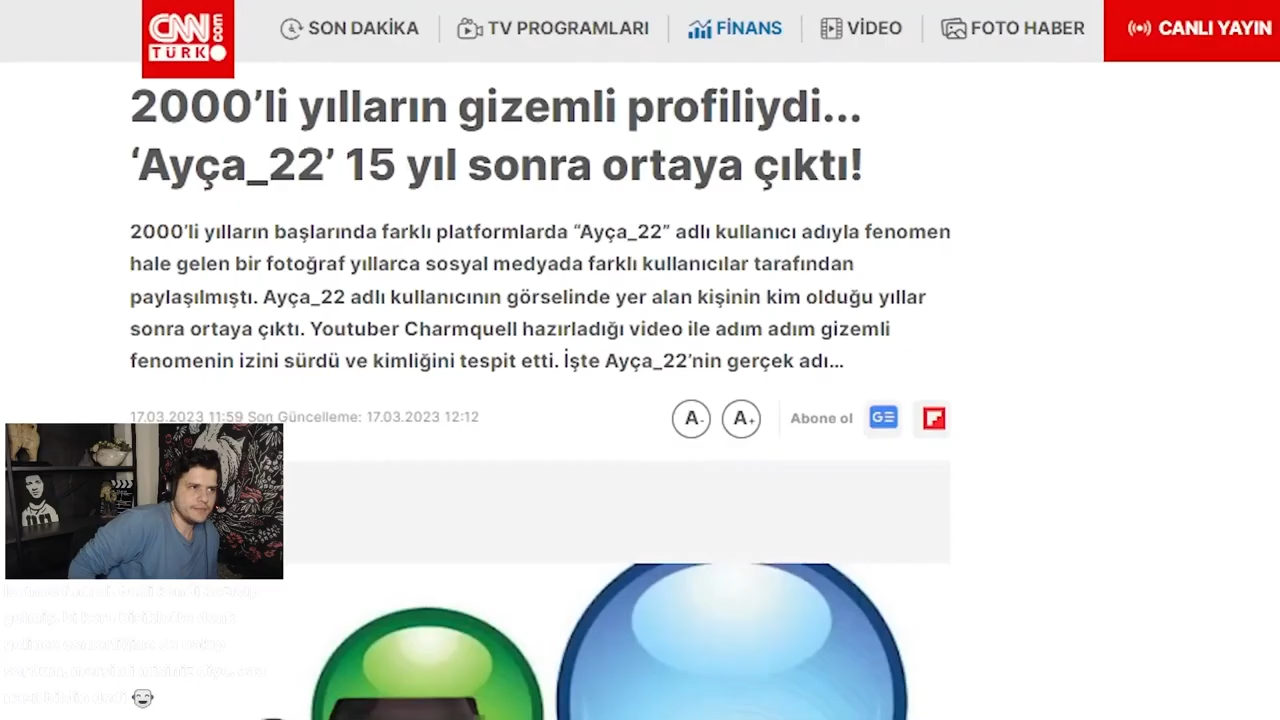 CNN
TÜRK
.com
SON DAKİKA
TV PROGRAMLARI
FİNANS
VİDEO
FOTO HABER
CANLI YAYIN
2000’li yılların gizemli profiliydi...
‘Ayça_22’ 15 yıl sonra ortaya çıktı!
2000’li yılların başlarında farklı platformlarda “Ayça_22” adlı kullanıcı adıyla fenomen
hale gelen bir fotoğraf yıllarca sosyal medyada farklı kullanıcılar tarafından
paylaşılmıştı. Ayça_22 adlı kullanıcının görselinde yer alan kişinin kim olduğu yıllar
sonra ortaya çıktı. Youtuber Charmquell hazırladığı video ile adım adım gizemli
fenomenin izini sürdü ve kimliğini tespit etti. İşte Ayça_22’nin gerçek adı...
17.03.2023 11:59 Son Güncelleme: 17.03.2023 12:12
A-
A+
Abone ol